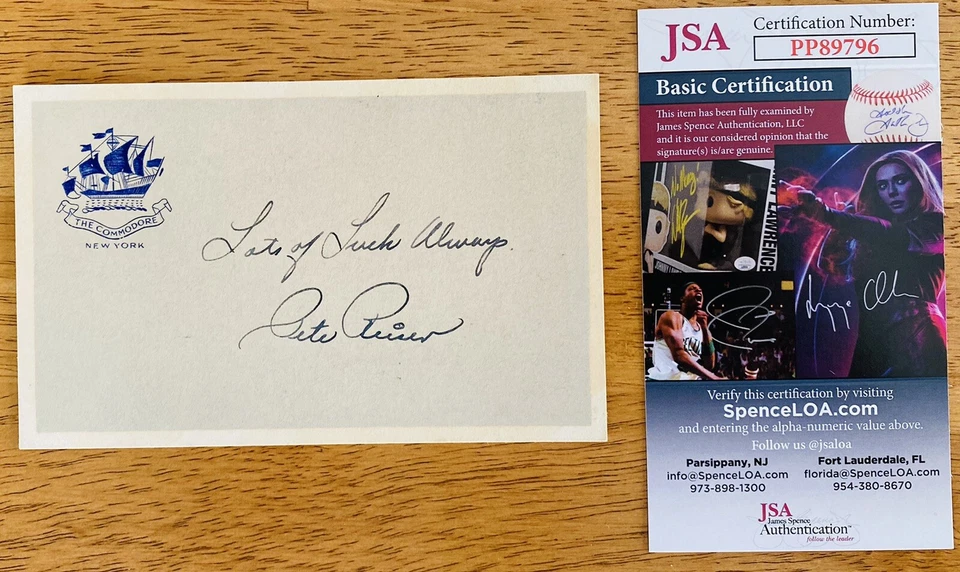 THE COMMODORE
NEW YORK
Lots of Luck Always.
Pete Reiser
JSA
Certification Number:
PP89796
Basic Certification
This item has been fully examined by
James Spence Authentication, LLC
and it is our considered opinion that the
signature(s) is/are genuine.
LAWRENCE
Verify this certification by visiting
SpenceLOA.com
and entering the alpha-numeric value above.
Follow us @jsaloa
Parsippany, NJ
info@SpenceLOA.com
973-898-1300
Fort Lauderdale, FL
florida@SpenceLOA.com
954-380-8670
JSA
James Spence
Authentication™
follow the leader